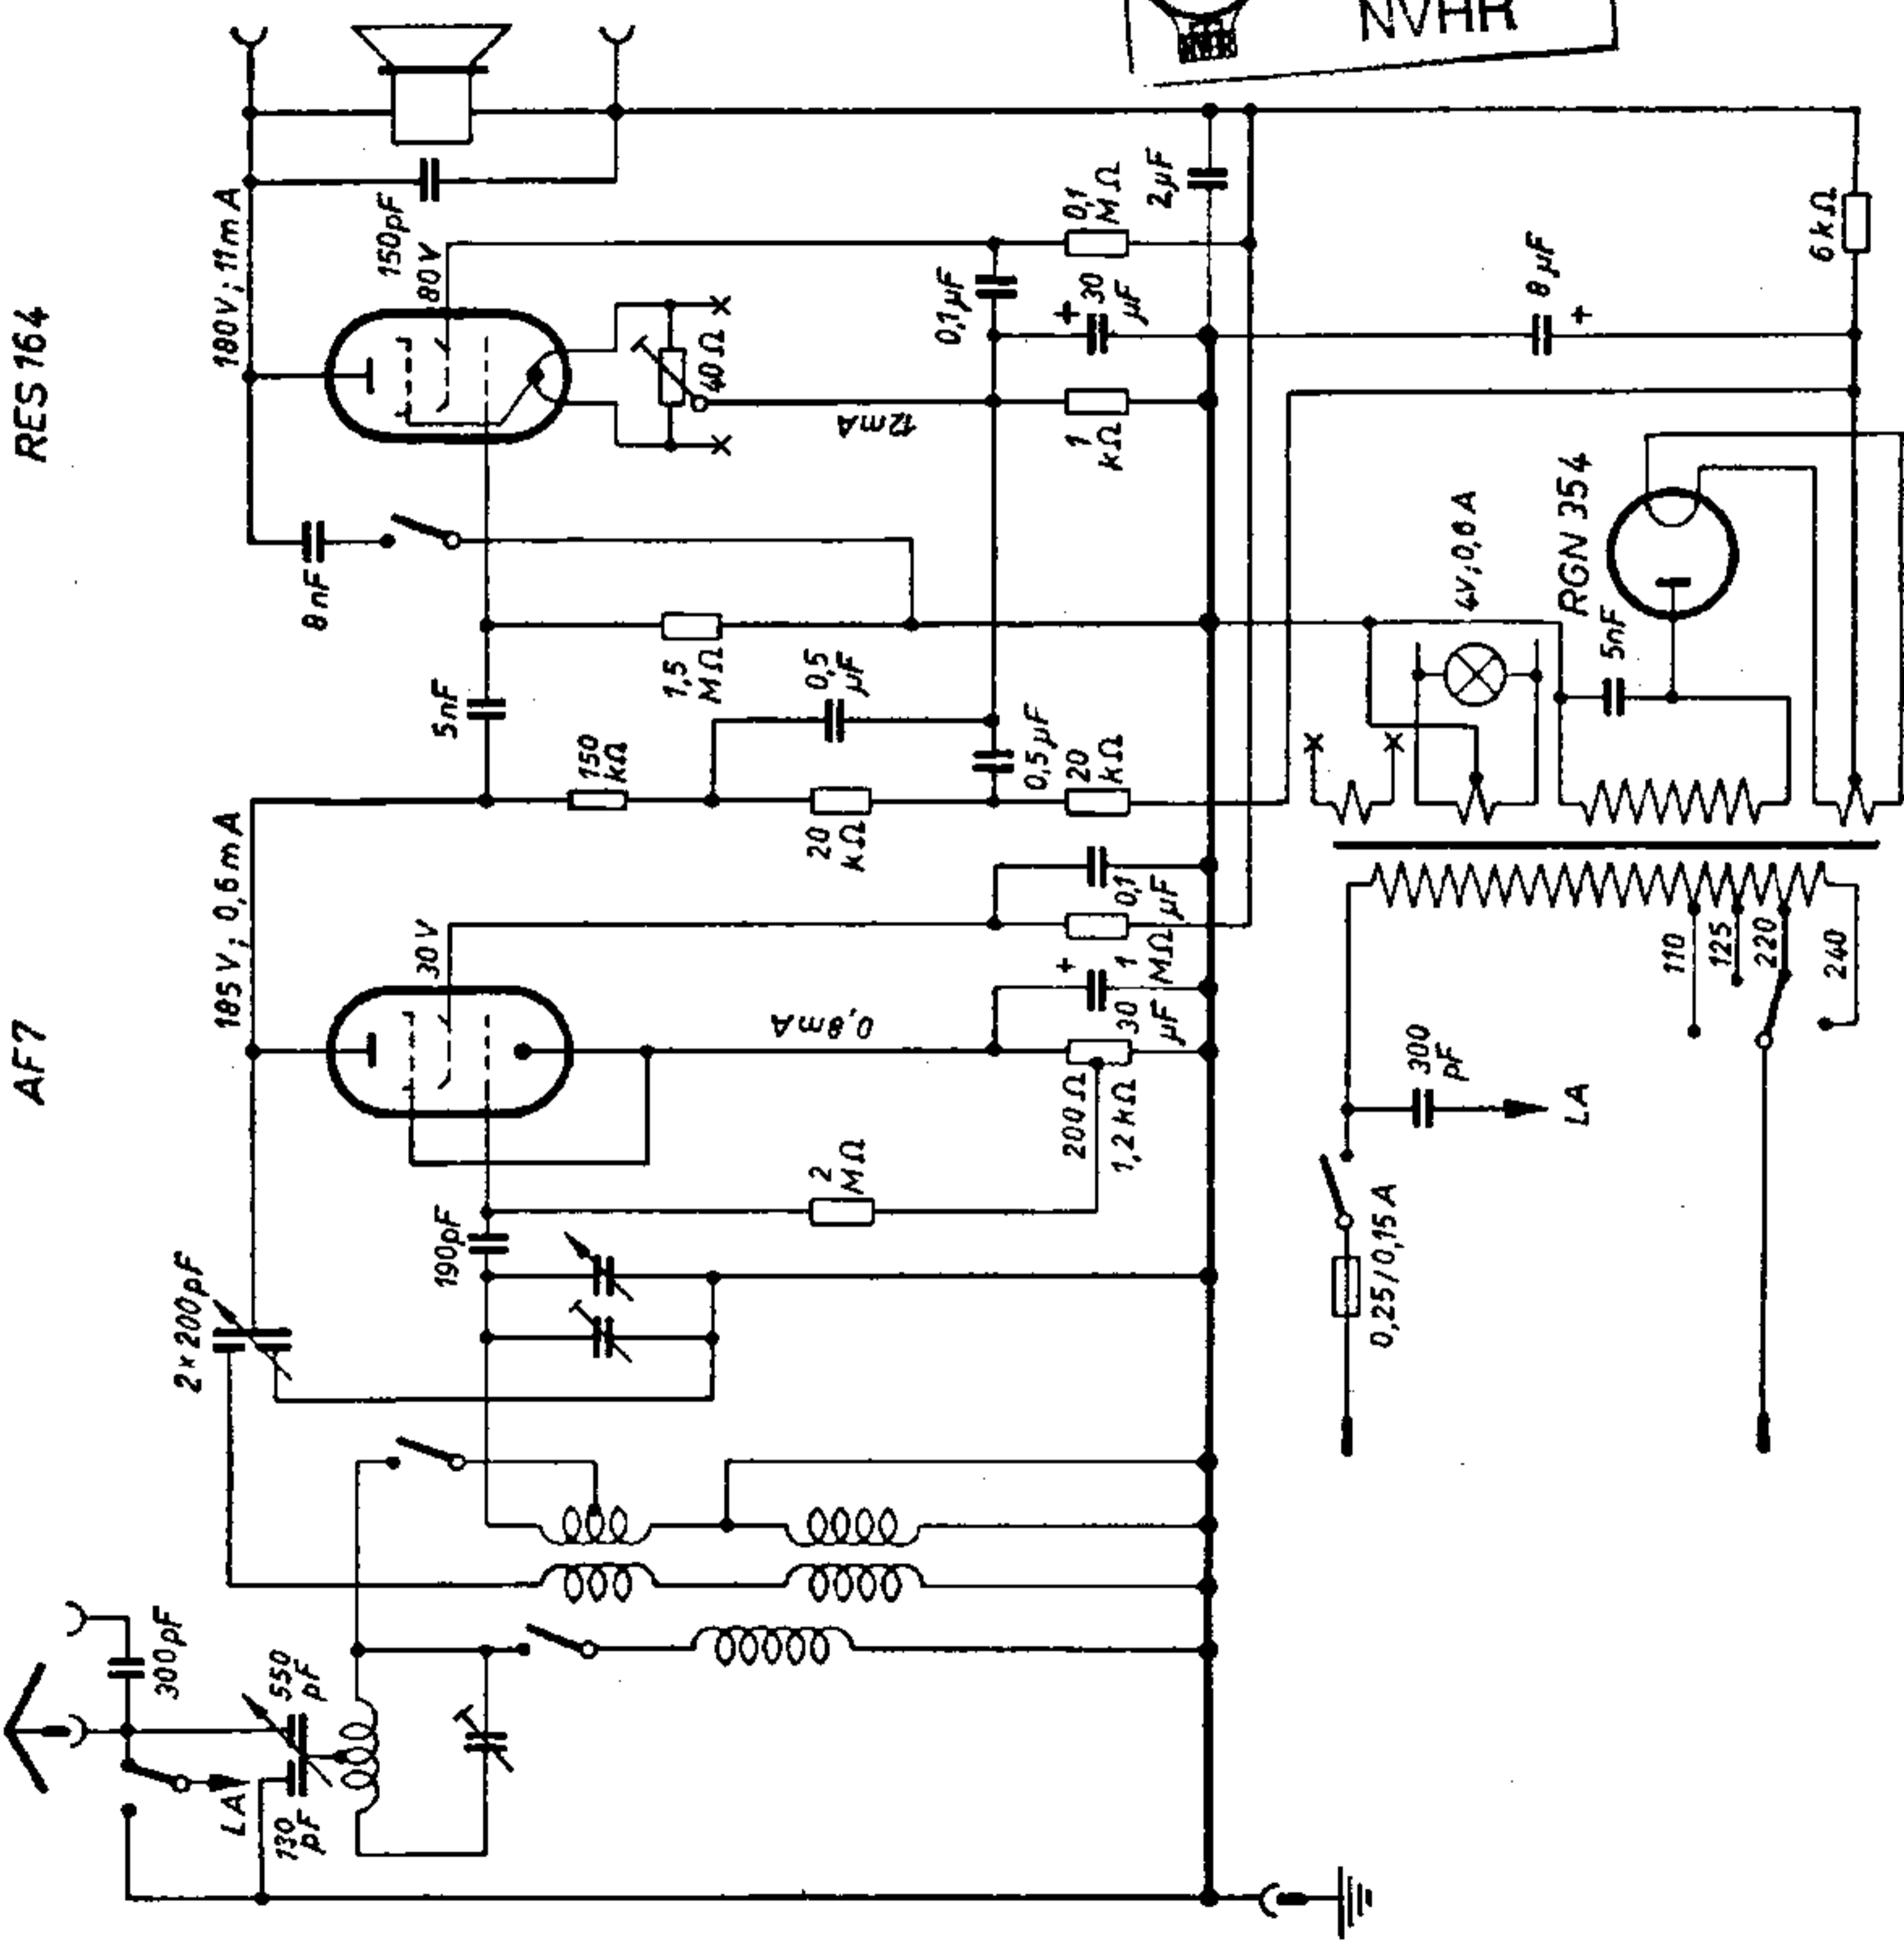 AF7
RES 164
300pF
LA
130
pF
550
pF
2 × 200pF
190pF
185V; 0,6mA
30V
2
MΩ
0,8mA
200Ω
1,2kΩ
30
µF
1
MΩ
0,1
µF
20
kΩ
150
kΩ
5nF
0,5µF
20
kΩ
0,5
µF
1,5
MΩ
8nF
180V; 11mA
150pF
80V
40Ω
12mA
1
kΩ
0,1µF
30
µF
0,1
MΩ
2µF
8µF
6kΩ
4V; 0,6A
RGN 354
5nF
110
125
220
240
300
pF
LA
0,25/0,15A
NVHR